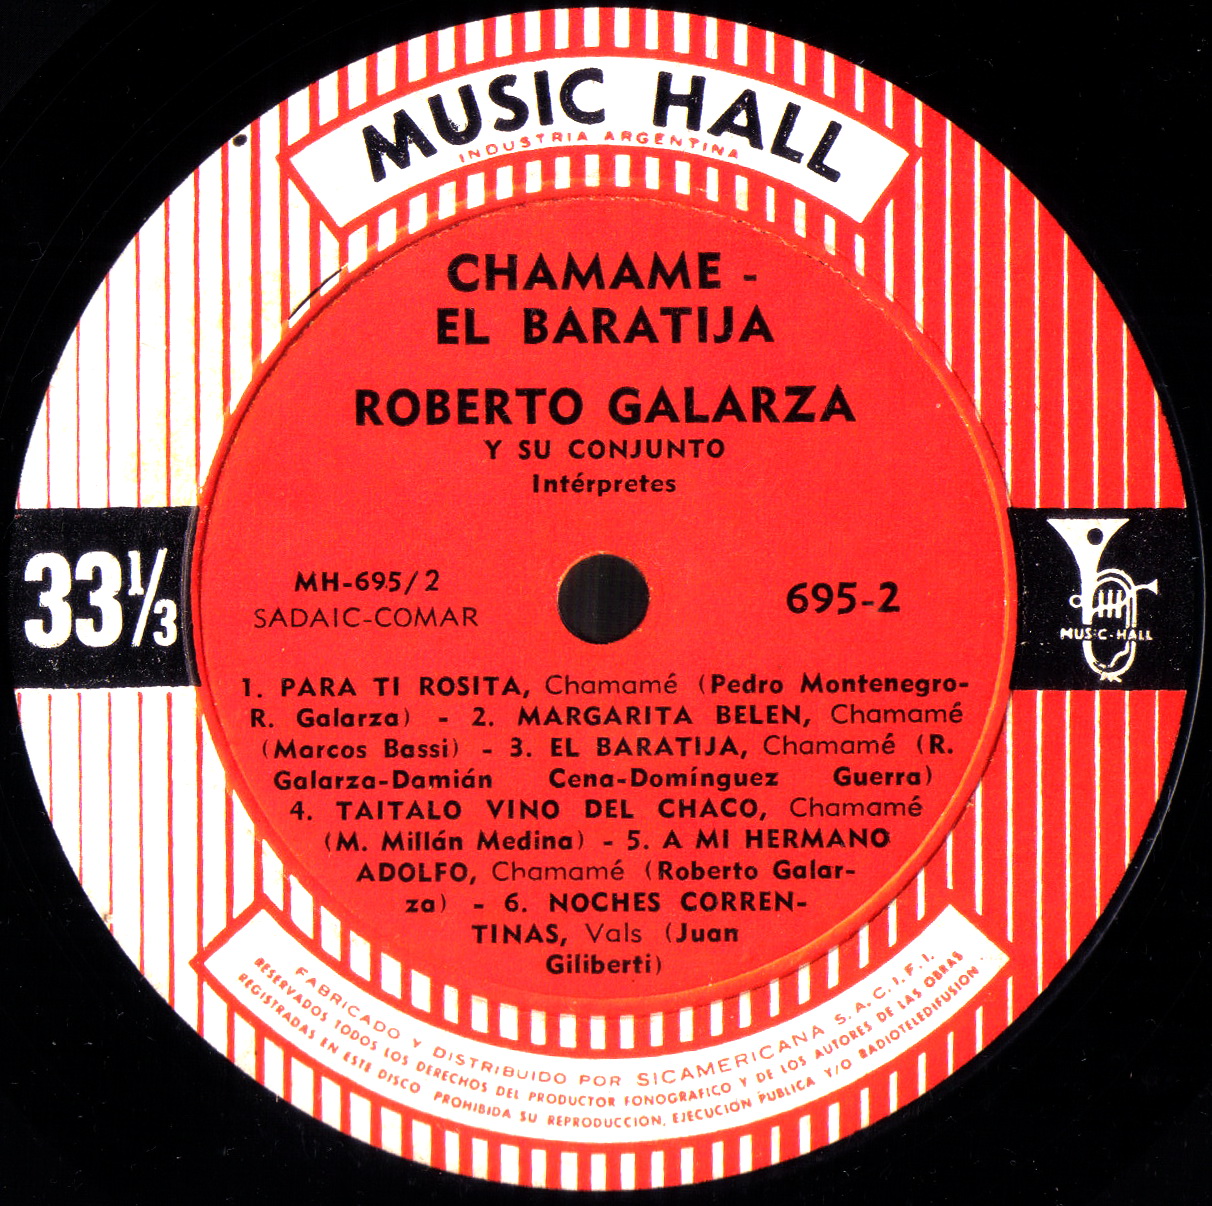 MUSIC HALL
INDUSTRIA ARGENTINA
CHAMAME -
EL BARATIJA
ROBERTO GALARZA
Y SU CONJUNTO
Intérpretes
33 1/3
MH-695/2
SADAIC-COMAR
695-2
MUSIC-HALL
1. PARA TI ROSITA, Chamamé (Pedro Montenegro-
R. Galarza) - 2. MARGARITA BELEN, Chamamé
(Marcos Bassi) - 3. EL BARATIJA, Chamamé (R.
Galarza-Damián Cena-Domínguez Guerra)
4. TAITALO VINO DEL CHACO, Chamamé
(M. Millán Medina) - 5. A MI HERMANO
ADOLFO, Chamamé (Roberto Galar-
za) - 6. NOCHES CORREN-
TINAS, Vals (Juan
Giliberti)
FABRICADO Y DISTRIBUIDO POR SICAMERICANA S.A.C.I.F.I.
RESERVADOS TODOS LOS DERECHOS DEL PRODUCTOR FONOGRAFICO Y DE LOS AUTORES DE LAS OBRAS
REGISTRADAS EN ESTE DISCO PROHIBIDA SU REPRODUCCION, EJECUCIÓN PUBLICA Y/O RADIOTELEDIFUSION.